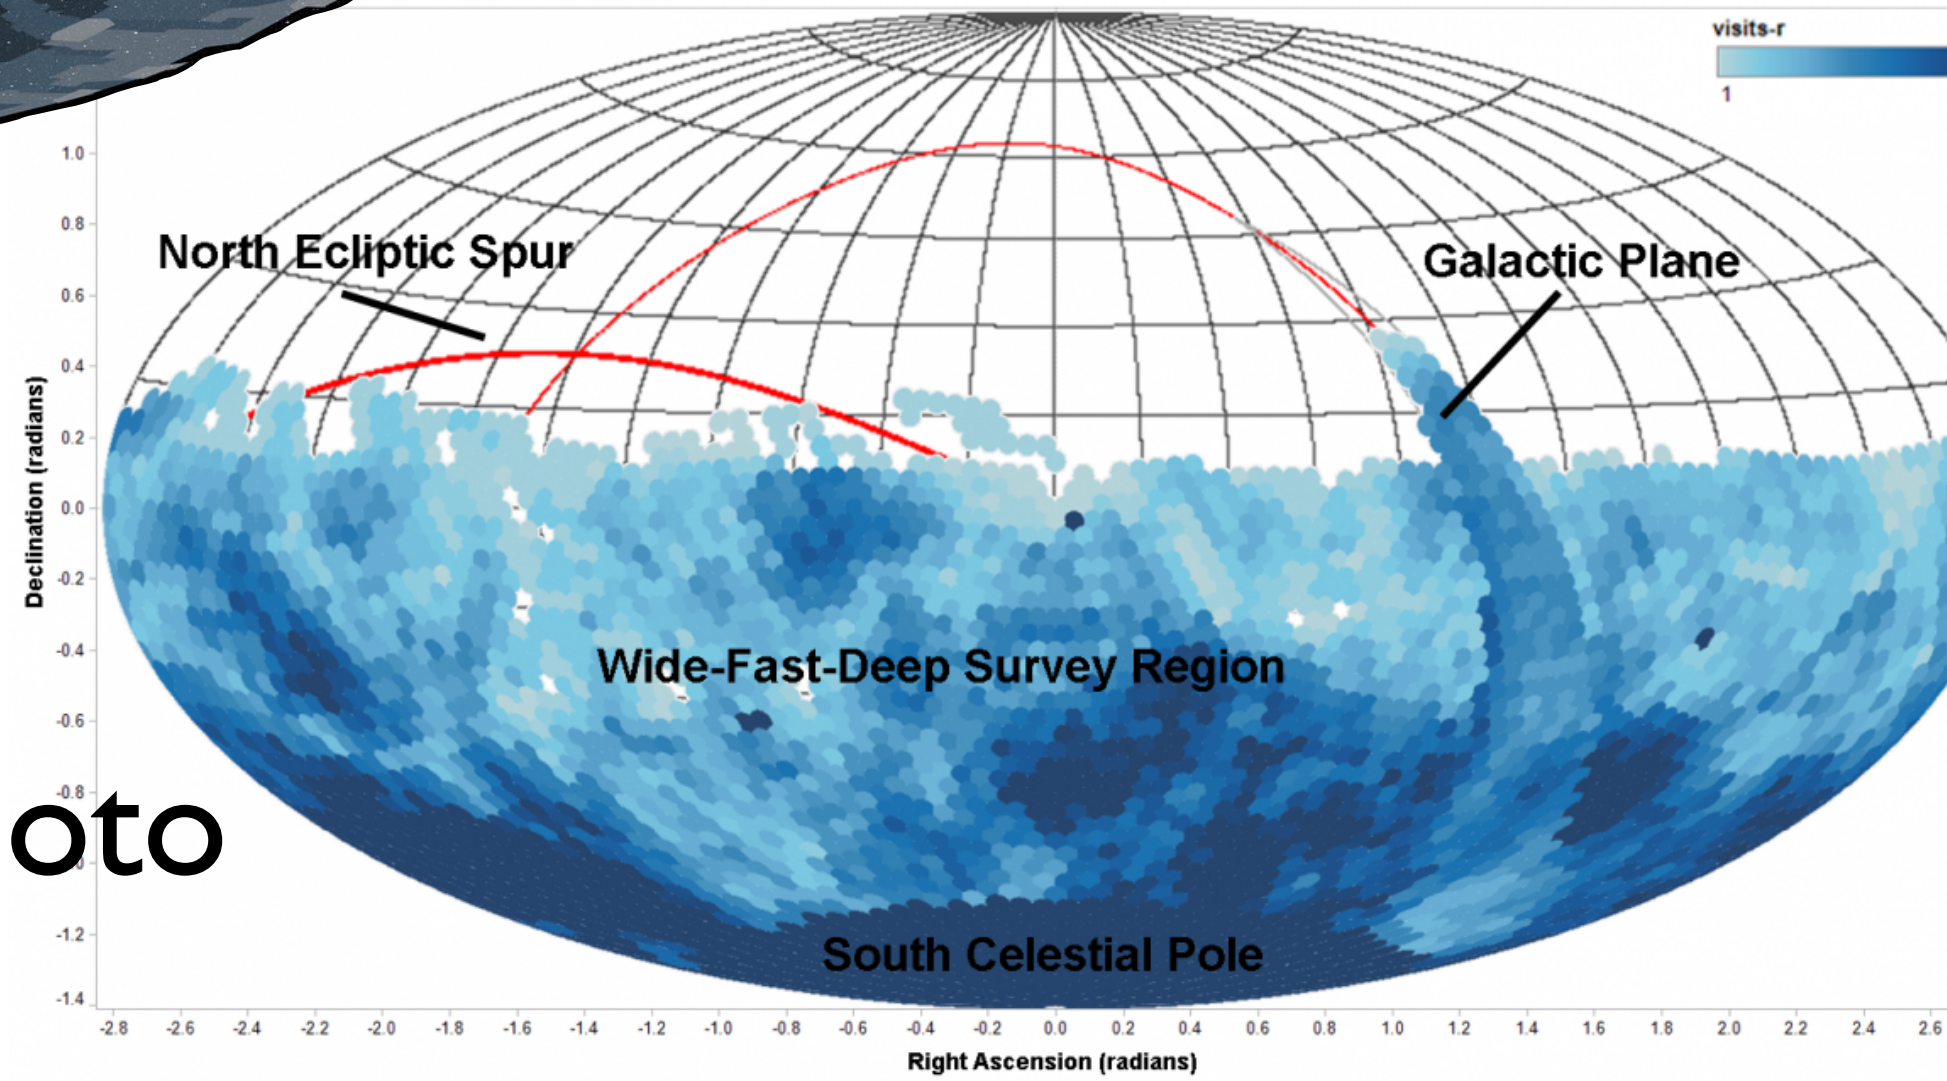 visits-r
1
1.0
0.8
North Ecliptic Spur
Galactic Plane
0.6
0.4
0.2
0.0
-0.2
-0.4
Wide-Fast-Deep Survey Region
-0.6
-0.8
oto
South Celestial Pole
-1.2
-1.4
Declination (radians)
-2.8 -2.6 -2.4 -2.2 -2.0 -1.8 -1.6 -1.4 -1.2 -1.0 -0.8 -0.6 -0.4 -0.2 0.0 0.2 0.4 0.6 0.8 1.0 1.2 1.4 1.6 1.8 2.0 2.2 2.4 2.6
Right Ascension (radians)